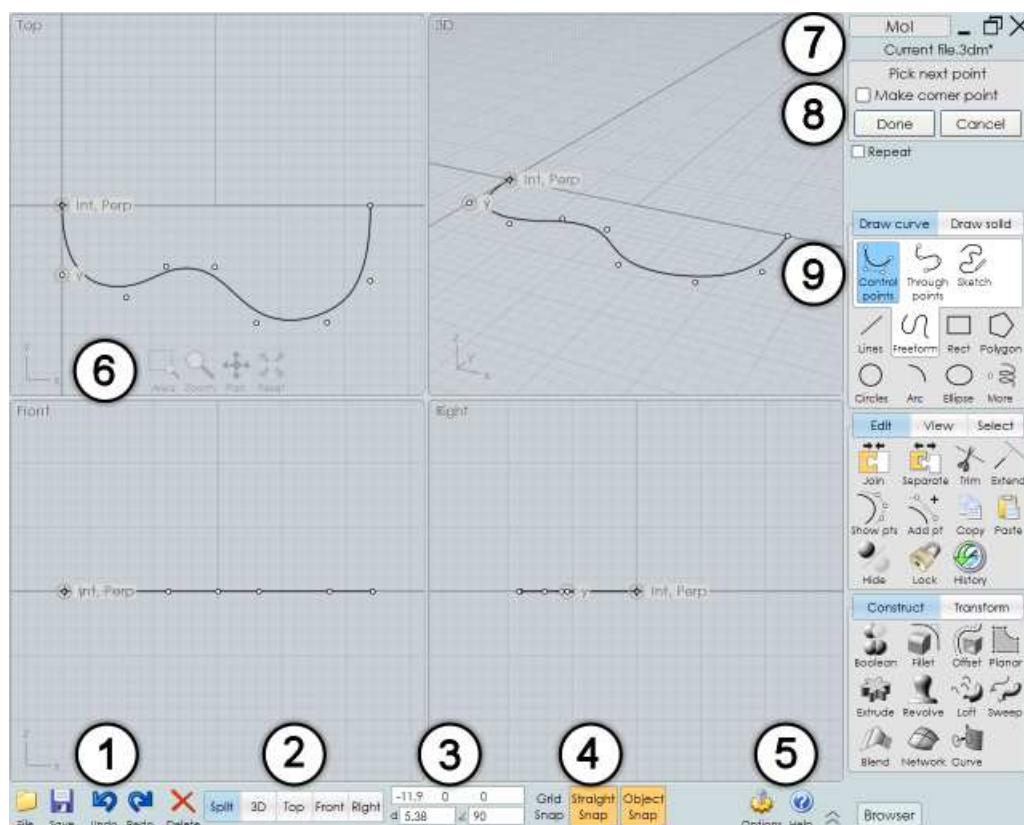 Top
3D
7
MoI
Current file.3dm*
Pick next point
8
Make corner point
Done Cancel
Repeat
Int, Perp
Int, Perp
y
y
Draw curve Draw solid
9
Control points Through points Sketch
6
Area Zoom Pan Reset
y
x
z
y
x
Lines Freeform Rect Polygon
Circles Arc Ellipse More
Front
Right
Edit View Select
Join Separate Trim Extend
Show pts Add pt Copy Paste
Hide Lock History
Int, Perp
y Int, Perp
Construct Transform
Boolean Fillet Offset Planar
Extrude Revolve Loft Sweep
Blend Network Curve
z
x
1
2
3
4
5
File Save Undo Redo Delete
Split 3D Top Front Right
-11.9 0 0
d 5.38 90
Grid Snap Straight Snap Object Snap
Options Help
Browser